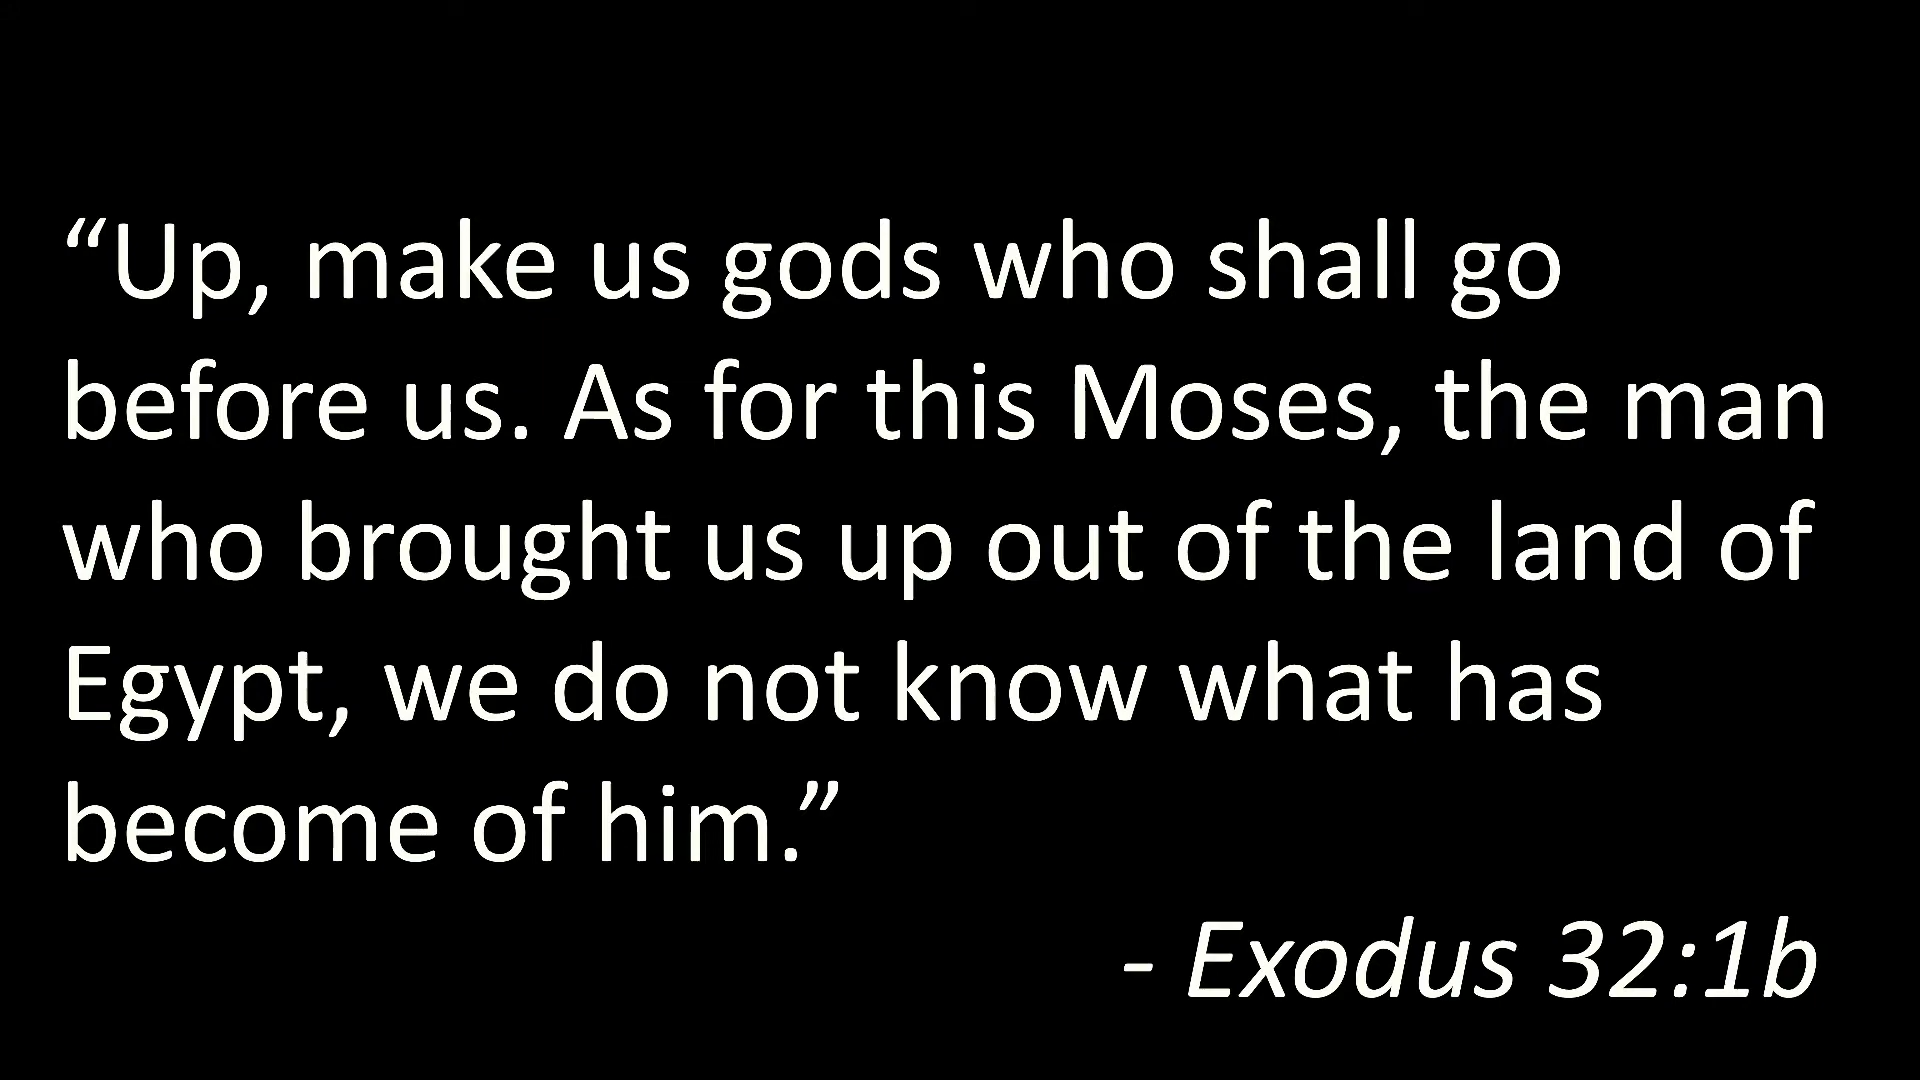 “Up, make us gods who shall go
before us. As for this Moses, the man
who brought us up out of the land of
Egypt, we do not know what has
become of him.”
- Exodus 32:1b